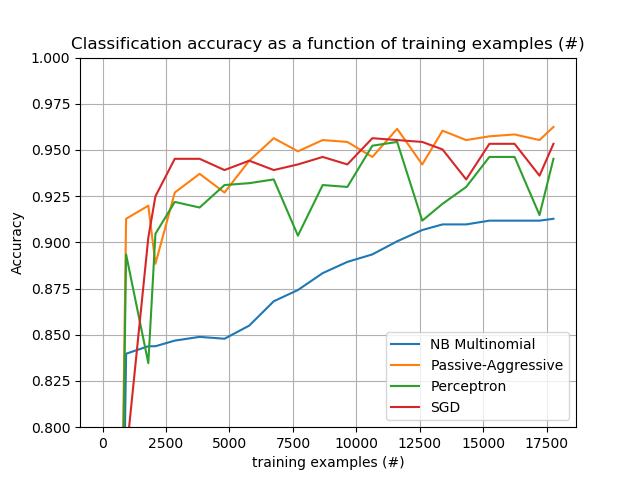 Classification accuracy as a function of training examples (#)
1.000
0.975
0.950
0.925
0.900
0.875
0.850
0.825
0.800
Accuracy
NB Multinomial
Passive-Aggressive
Perceptron
SGD
0 2500 5000 7500 10000 12500 15000 17500
training examples (#)